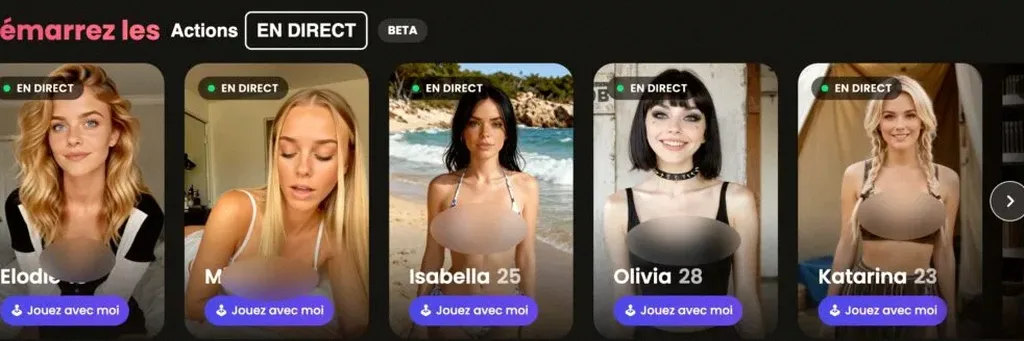 émarrez les Actions EN DIRECT BETA
EN DIRECT
EN DIRECT
EN DIRECT
EN DIRECT
EN DIRECT
Isabella 25
Olivia 28
Katarina 23
Jouez avec moi
Jouez avec moi
Jouez avec moi
Jouez avec moi
Jouez avec moi